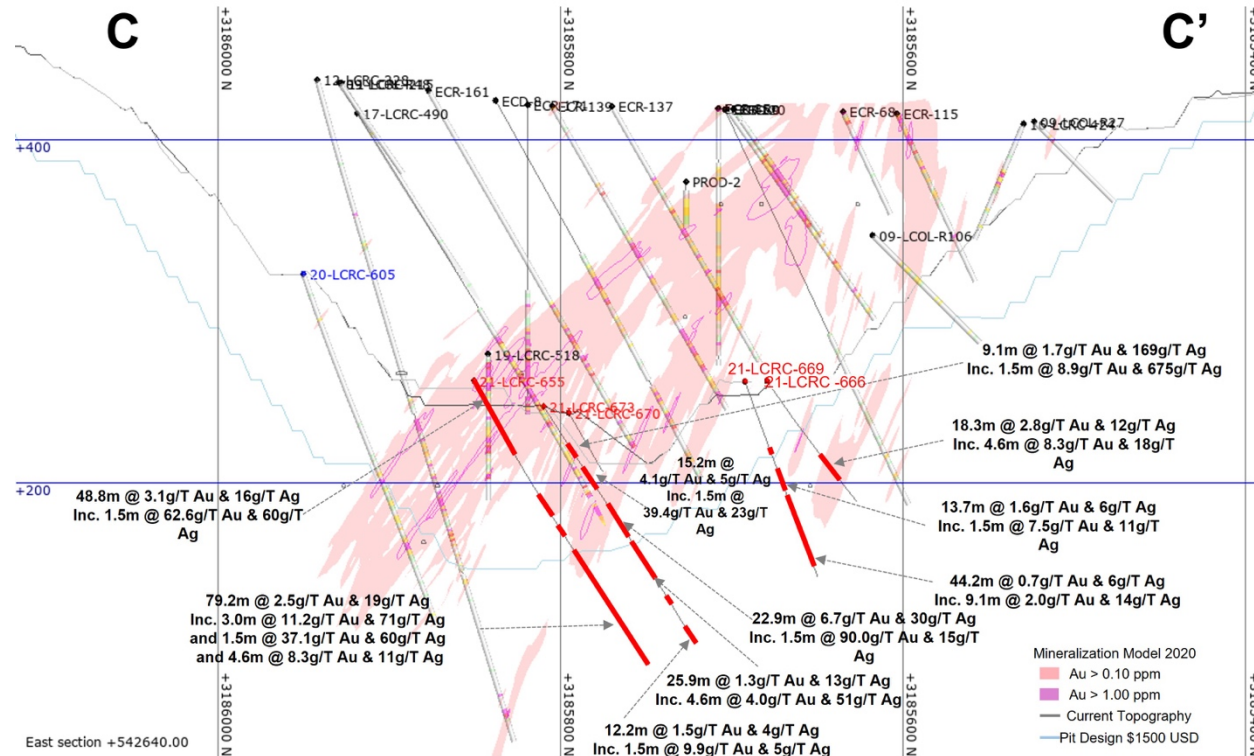 C
C’
+3186000 N
+3185800 N
+3185600 N
12-LCRC-328
17-LCRC-490
ECR-161
ECD-8
ECR-171
ECR-139
ECR-137
ECR-68
ECR-115
09-LCOL-R27
+400
PROD-2
09-LCOL-R106
20-LCRC-605
19-LCRC-518
21-LCRC-655
21-LCRC-673
21-LCRC-670
21-LCRC-669
21-LCRC -666
9.1m @ 1.7g/T Au & 169g/T Ag
Inc. 1.5m @ 8.9g/T Au & 675g/T Ag
18.3m @ 2.8g/T Au & 12g/T Ag
Inc. 4.6m @ 8.3g/T Au & 18g/T
Ag
15.2m @
4.1g/T Au & 5g/T Ag
Inc. 1.5m @
39.4g/T Au & 23g/T
Ag
+200
48.8m @ 3.1g/T Au & 16g/T Ag
Inc. 1.5m @ 62.6g/T Au & 60g/T
Ag
13.7m @ 1.6g/T Au & 6g/T Ag
Inc. 1.5m @ 7.5g/T Au & 11g/T
Ag
44.2m @ 0.7g/T Au & 6g/T Ag
Inc. 9.1m @ 2.0g/T Au & 14g/T Ag
79.2m @ 2.5g/T Au & 19g/T Ag
Inc. 3.0m @ 11.2g/T Au & 71g/T Ag
and 1.5m @ 37.1g/T Au & 60g/T Ag
and 4.6m @ 8.3g/T Au & 11g/T Ag
22.9m @ 6.7g/T Au & 30g/T Ag
Inc. 1.5m @ 90.0g/T Au & 15g/T
Ag
25.9m @ 1.3g/T Au & 13g/T Ag
Inc. 4.6m @ 4.0g/T Au & 51g/T Ag
12.2m @ 1.5g/T Au & 4g/T Ag
Inc. 1.5m @ 9.9g/T Au & 5g/T Ag
Mineralization Model 2020
Au > 0.10 ppm
Au > 1.00 ppm
Current Topography
Pit Design $1500 USD
East section +542640.00
+3186000 N
+3185800 N
+3185600 N